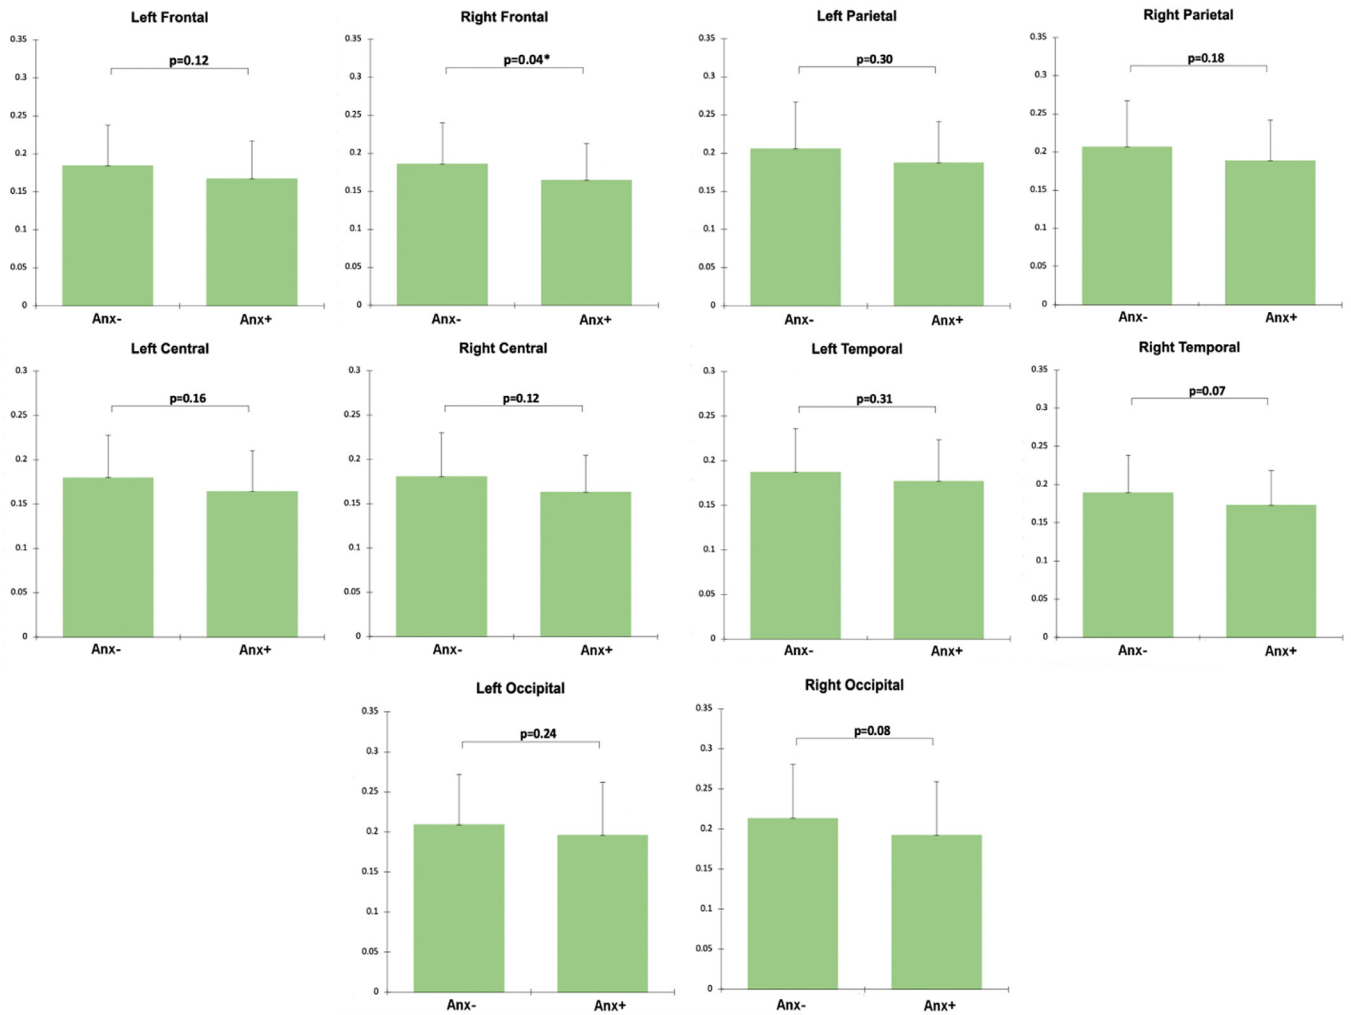 Left Frontal
0.35
0.3
0.25
0.2
0.15
0.1
0.05
0
p=0.12
Anx- Anx+
Right Frontal
0.35
0.3
0.25
0.2
0.15
0.1
0.05
0
p=0.04*
Anx- Anx+
Left Parietal
0.35
0.3
0.25
0.2
0.15
0.1
0.05
0
p=0.30
Anx- Anx+
Right Parietal
0.35
0.3
0.25
0.2
0.15
0.1
0.05
0
p=0.18
Anx- Anx+
Left Central
0.3
0.25
0.2
0.15
0.1
0.05
0
p=0.16
Anx- Anx+
Right Central
0.3
0.25
0.2
0.15
0.1
0.05
0
p=0.12
Anx- Anx+
Left Temporal
0.3
0.25
0.2
0.15
0.1
0.05
0
p=0.31
Anx- Anx+
Right Temporal
0.35
0.3
0.25
0.2
0.15
0.1
0.05
0
p=0.07
Anx- Anx+
Left Occipital
0.35
0.3
0.25
0.2
0.15
0.1
0.05
0
p=0.24
Anx- Anx+
Right Occipital
0.35
0.3
0.25
0.2
0.15
0.1
0.05
0
p=0.08
Anx- Anx+